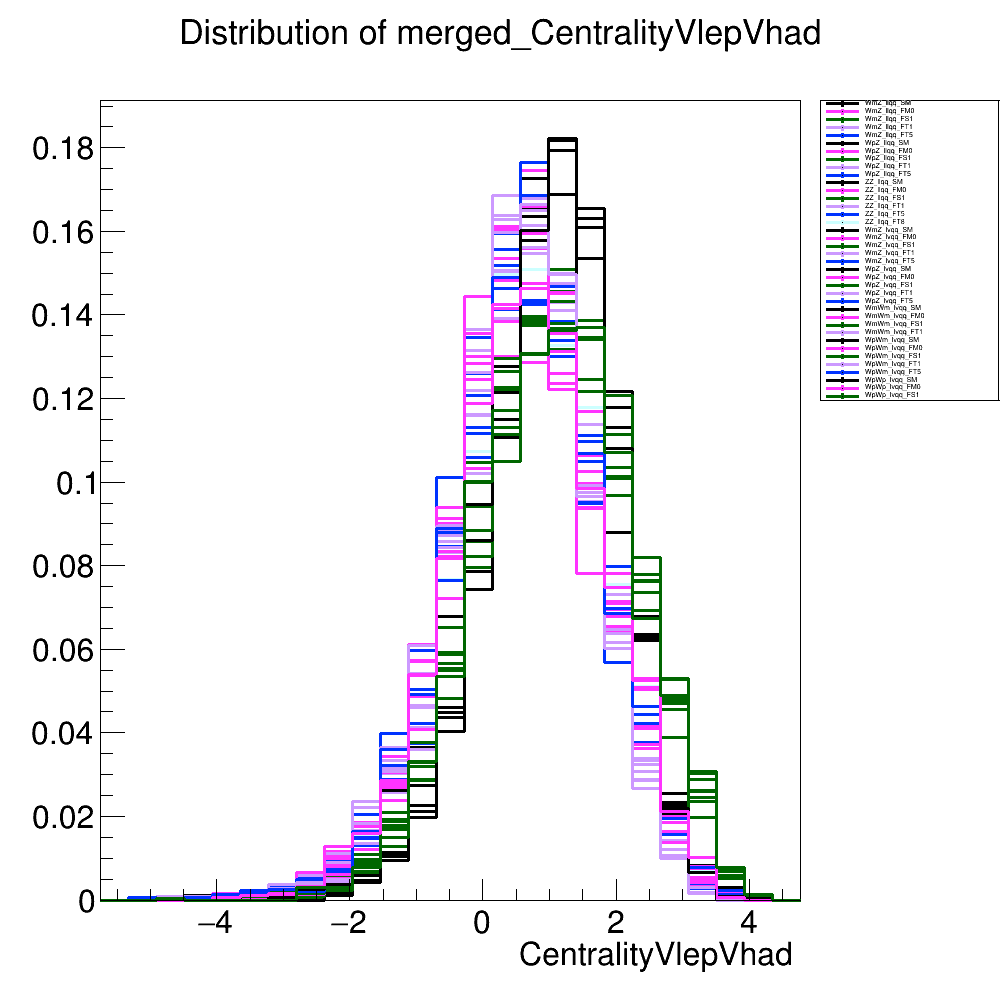 Distribution of merged_CentralityVlepVhad
WmZ_llqq_SM
WmZ_llqq_FM0
WmZ_llqq_FS1
WmZ_llqq_FT1
WmZ_llqq_FT5
WpZ_llqq_SM
WpZ_llqq_FM0
WpZ_llqq_FS1
WpZ_llqq_FT1
WpZ_llqq_FT5
ZZ_llqq_SM
ZZ_llqq_FM0
ZZ_llqq_FS1
ZZ_llqq_FT1
ZZ_llqq_FT5
ZZ_llqq_FT8
WmZ_lvqq_SM
WmZ_lvqq_FM0
WmZ_lvqq_FS1
WmZ_lvqq_FT1
WmZ_lvqq_FT5
WpZ_lvqq_SM
WpZ_lvqq_FM0
WpZ_lvqq_FS1
WpZ_lvqq_FT1
WpZ_lvqq_FT5
WmWm_lvqq_SM
WmWm_lvqq_FM0
WmWm_lvqq_FS1
WmWm_lvqq_FT1
WpWm_lvqq_SM
WpWm_lvqq_FM0
WpWm_lvqq_FS1
WpWm_lvqq_FT1
WpWm_lvqq_FT5
WpWp_lvqq_SM
WpWp_lvqq_FM0
WpWp_lvqq_FS1
0.18
0.16
0.14
0.12
0.1
0.08
0.06
0.04
0.02
0
−4 −2 0 2 4
CentralityVlepVhad